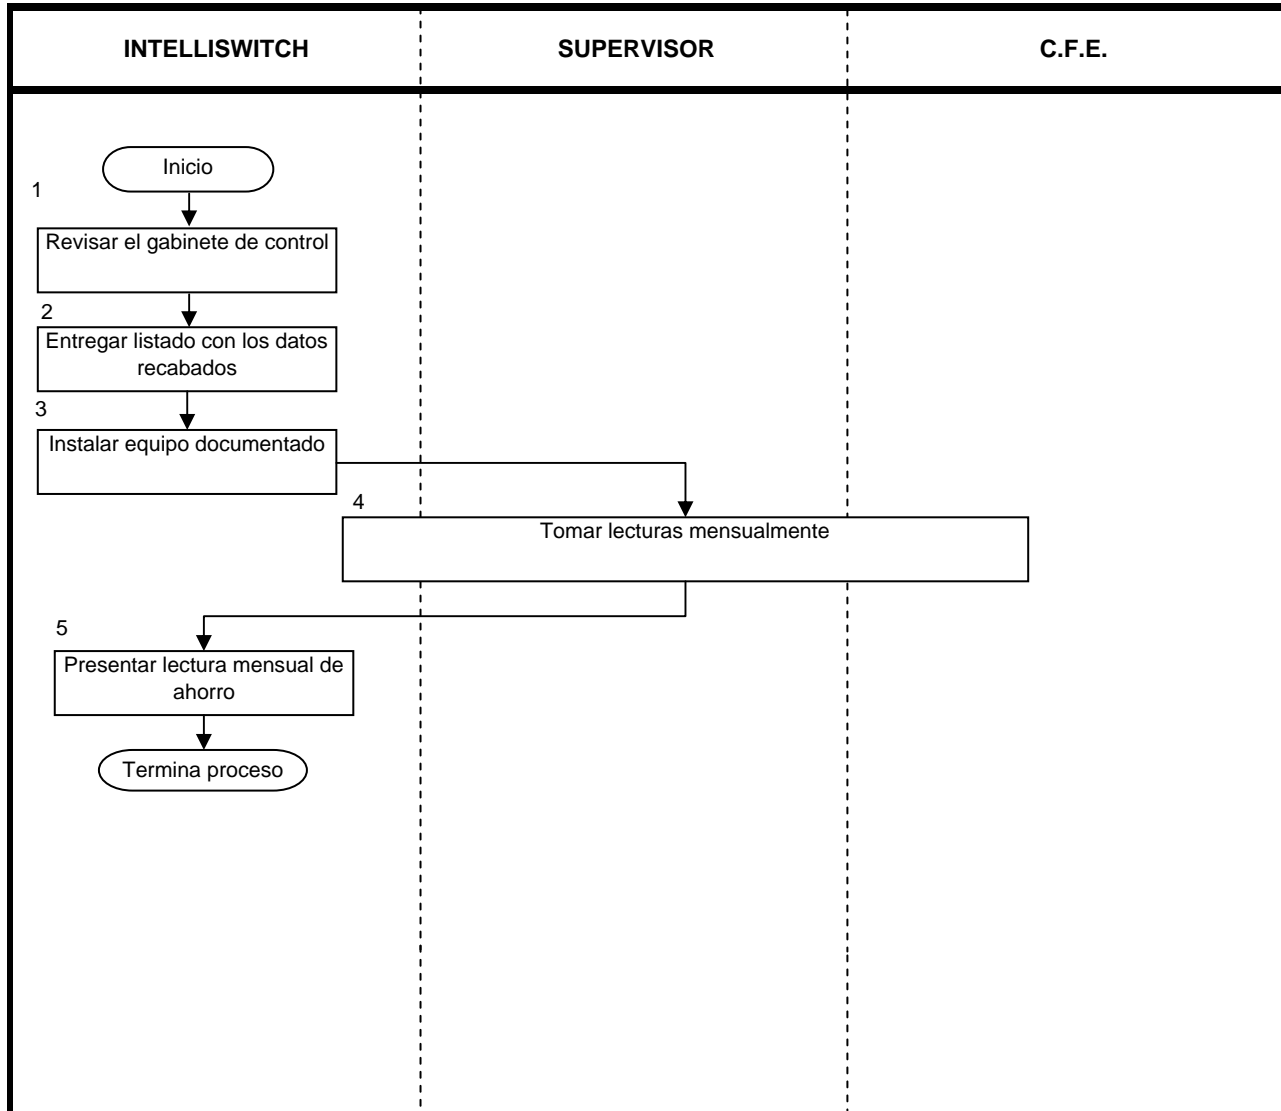 INTELLISWITCH
SUPERVISOR
C.F.E.
Inicio
1
Revisar el gabinete de control
2
Entregar listado con los datos
recabados
3
Instalar equipo documentado
4
Tomar lecturas mensualmente
5
Presentar lectura mensual de
ahorro
Termina proceso